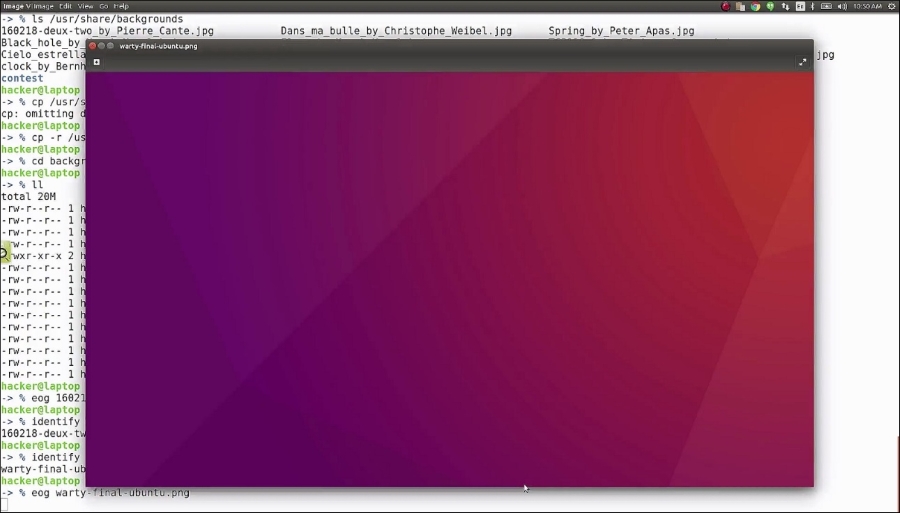 Image Edit View Go Help
Fr
10:50 AM
-> % ls /usr/share/backgrounds
160218-deux-two_by_Pierre_Cante.jpg Dans_ma_bulle_by_Christophe_Weibel.jpg Spring_by_Peter_Apas.jpg
Black_hole_by
warty-final-ubuntu.png
Cielo_estrella jpg
clock_by_Bernh
contest
hacker@laptop
-> % cp /usr/s
cp: omitting d
hacker@laptop
-> % cp -r /us
hacker@laptop
-> % cd backgr
hacker@laptop
-> % ll
total 20M
-rw-r--r-- 1 h
-rw-r--r-- 1 h
-rw-r--r-- 1 h
-rw-r--r-- 1 h
rwxr-xr-x 2 h
-rw-r--r-- 1 h
-rw-r--r-- 1 h
-rw-r--r-- 1 h
-rw-r--r-- 1 h
-rw-r--r-- 1 h
-rw-r--r-- 1 h
-rw-r--r-- 1 h
-rw-r--r-- 1 h
-rw-r--r-- 1 h
-rw-r--r-- 1 h
hacker@laptop
-> % eog 16021
hacker@laptop
-> % identify
160218-deux-tw
hacker@laptop
-> % identify
warty-final-ub
hacker@laptop
-> % eog warty-final-ubuntu.png